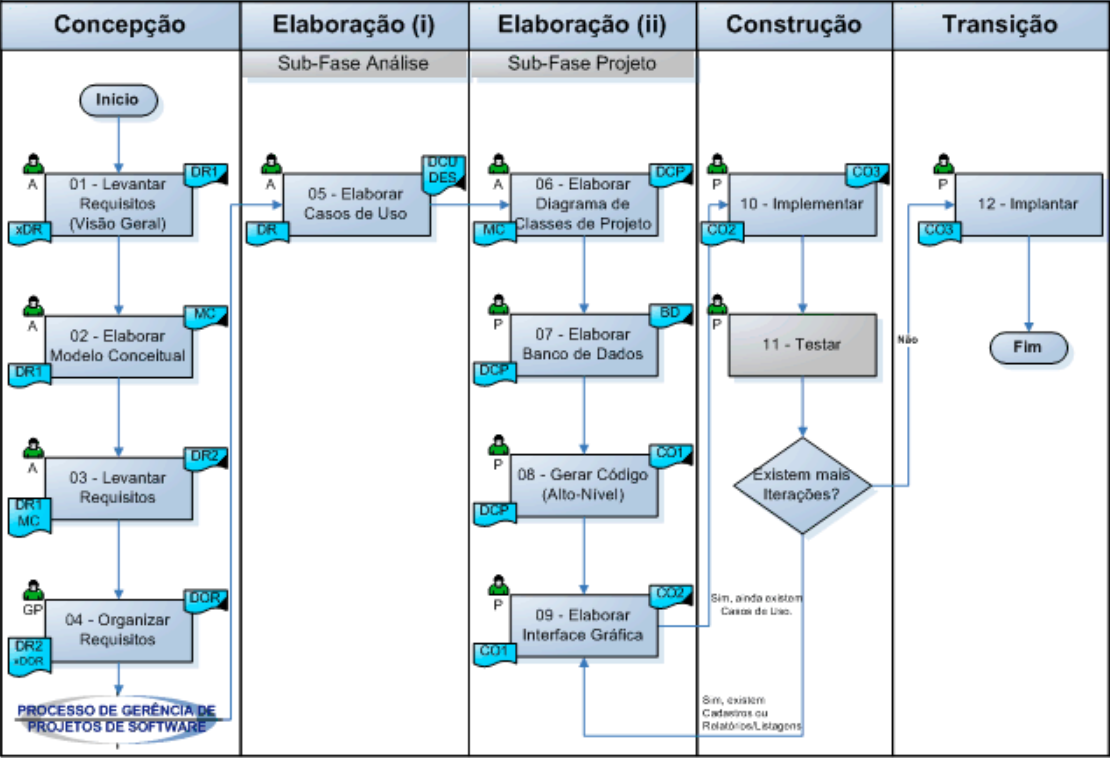 Concepção
Elaboração (i)
Elaboração (ii)
Construção
Transição
Sub-Fase Análise
Sub-Fase Projeto
Início
A
DR1
01 - Levantar
Requisitos
(Visão Geral)
xDR
A
MC
02 - Elaborar
Modelo Conceitual
DR1
A
DR2
03 - Levantar
Requisitos
DR1
MC
GP
DOR
04 - Organizar
Requisitos
DR2
xDOR
PROCESSO DE GERÊNCIA DE
PROJETOS DE SOFTWARE
A
DCU
DES
05 - Elaborar
Casos de Uso
DR
A
DCP
06 - Elaborar
Diagrama de
Classes de Projeto
MC
P
BD
07 - Elaborar
Banco de Dados
DCP
P
CO1
08 - Gerar Código
(Alto-Nível)
DCP
P
CO2
09 - Elaborar
Interface Gráfica
CO1
P
CO3
10 - Implementar
CO2
P
11 - Testar
Existem mais
Iterações?
Sim, ainda existem
Casos de Uso.
Sim, existem
Cadastros ou
Relatórios/Listagens
Não
P
12 - Implantar
CO3
Fim